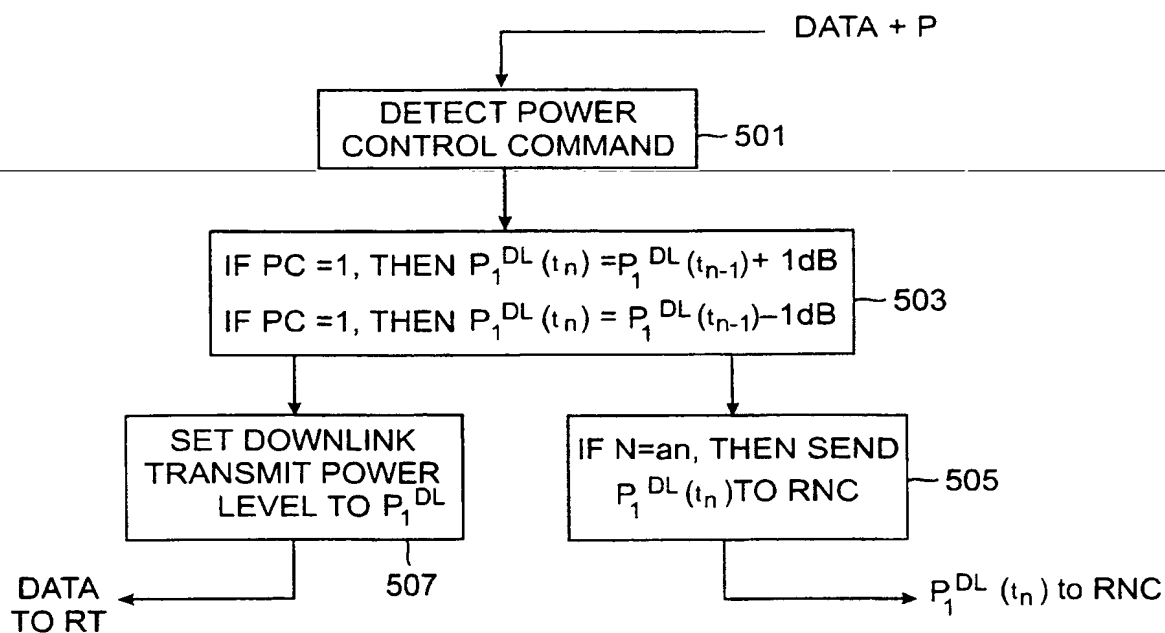 DATA + P
DETECT POWER
CONTROL COMMAND
501
IF PC =1, THEN P₁ᴰᴸ(tₙ) =P₁ᴰᴸ(tₙ₋₁)+ 1dB
IF PC =1, THEN P₁ᴰᴸ(tₙ) = P₁ᴰᴸ(tₙ₋₁)–1dB
503
SET DOWNLINK
TRANSMIT POWER
LEVEL TO P₁ᴰᴸ
507
IF N=an, THEN SEND
P₁ᴰᴸ(tₙ)TO RNC
505
DATA
TO RT
P₁ᴰᴸ (tₙ) to RNC